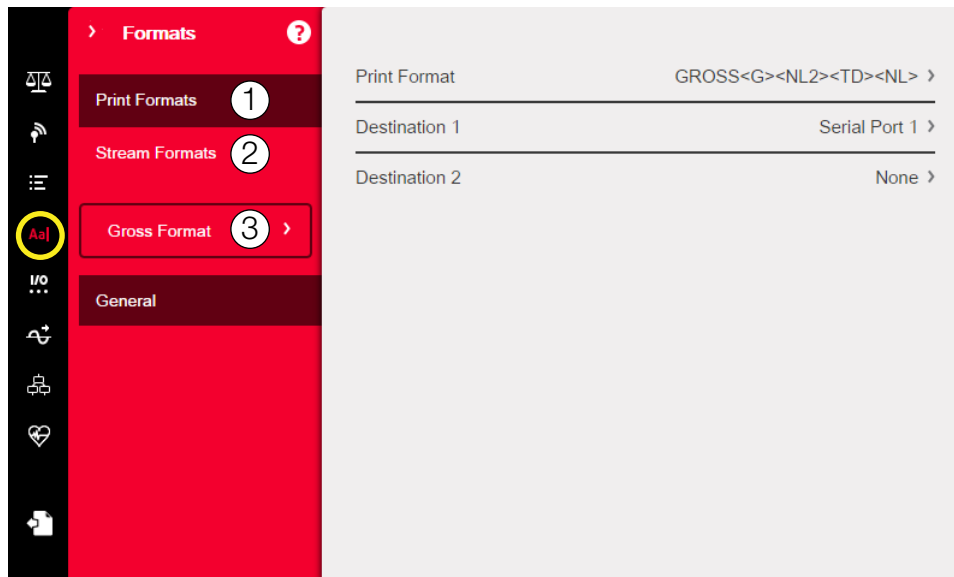 Formats ?
Print Formats 1
Stream Formats 2
Gross Format 3
General
Aa|
I/O
Print Format GROSS<G><NL2><TD><NL>
Destination 1 Serial Port 1
Destination 2 None